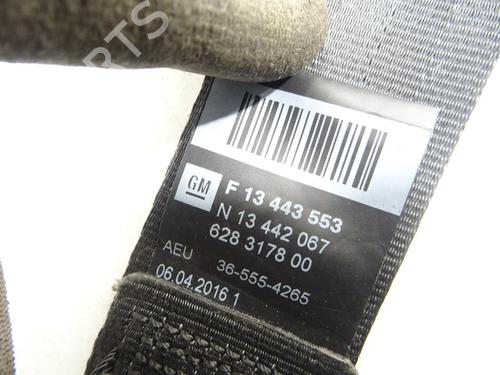 GM
F 13 443 553
N 13 442 067
628 3178 00
AEU 36-555-4265
06.04.2016 1